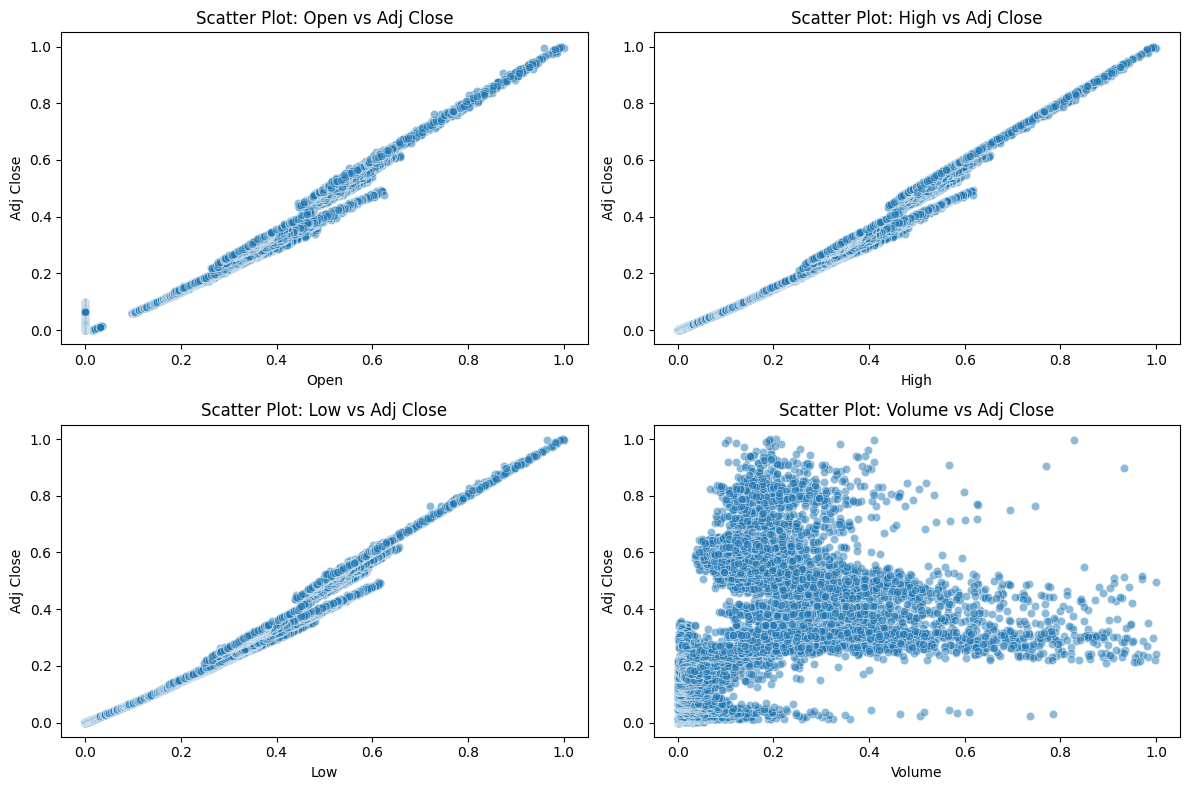 Scatter Plot: Open vs Adj Close
1.0
0.8
0.6
0.4
0.2
0.0
Adj Close
0.0 0.2 0.4 0.6 0.8 1.0
Open
Scatter Plot: High vs Adj Close
1.0
0.8
0.6
0.4
0.2
0.0
Adj Close
0.0 0.2 0.4 0.6 0.8 1.0
High
Scatter Plot: Low vs Adj Close
1.0
0.8
0.6
0.4
0.2
0.0
Adj Close
0.0 0.2 0.4 0.6 0.8 1.0
Low
Scatter Plot: Volume vs Adj Close
1.0
0.8
0.6
0.4
0.2
0.0
Adj Close
0.0 0.2 0.4 0.6 0.8 1.0
Volume